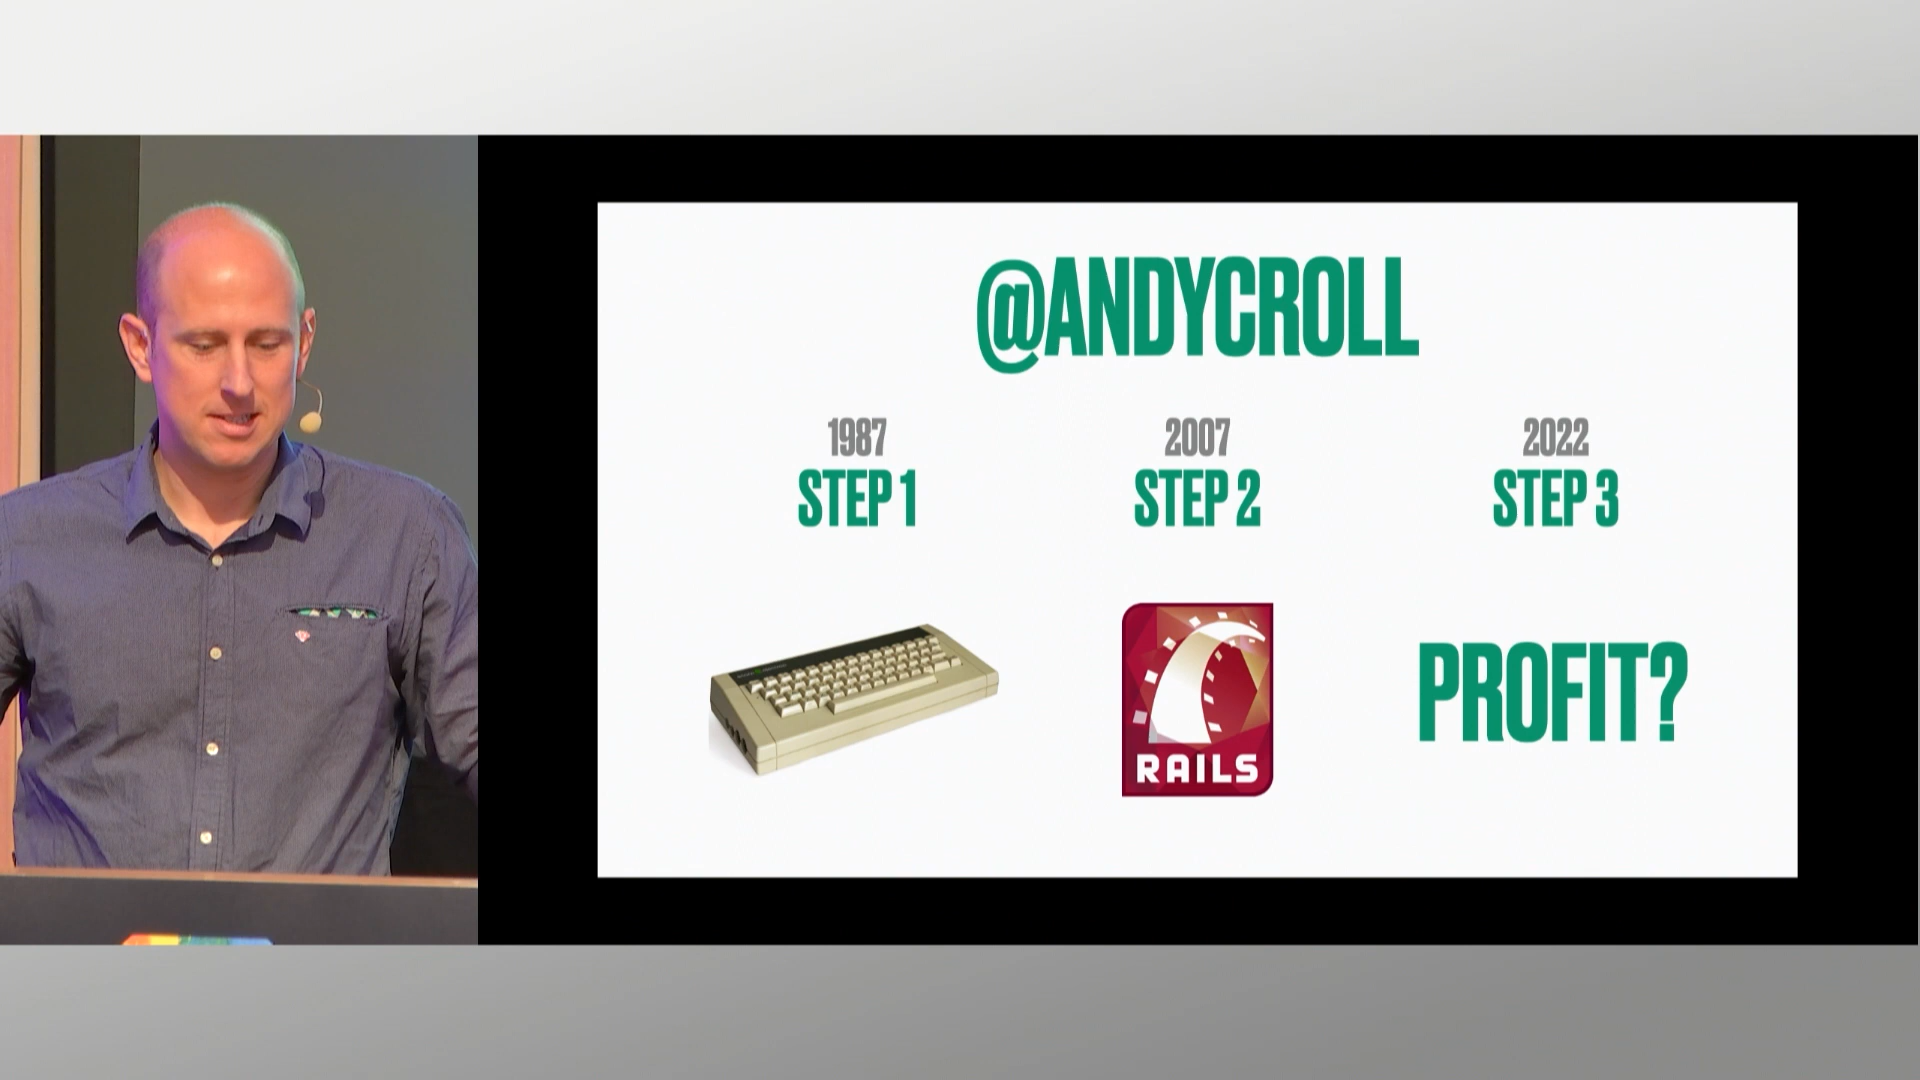 @ANDYCROLL
1987
STEP 1
2007
STEP 2
2022
STEP 3
RAILS
PROFIT?